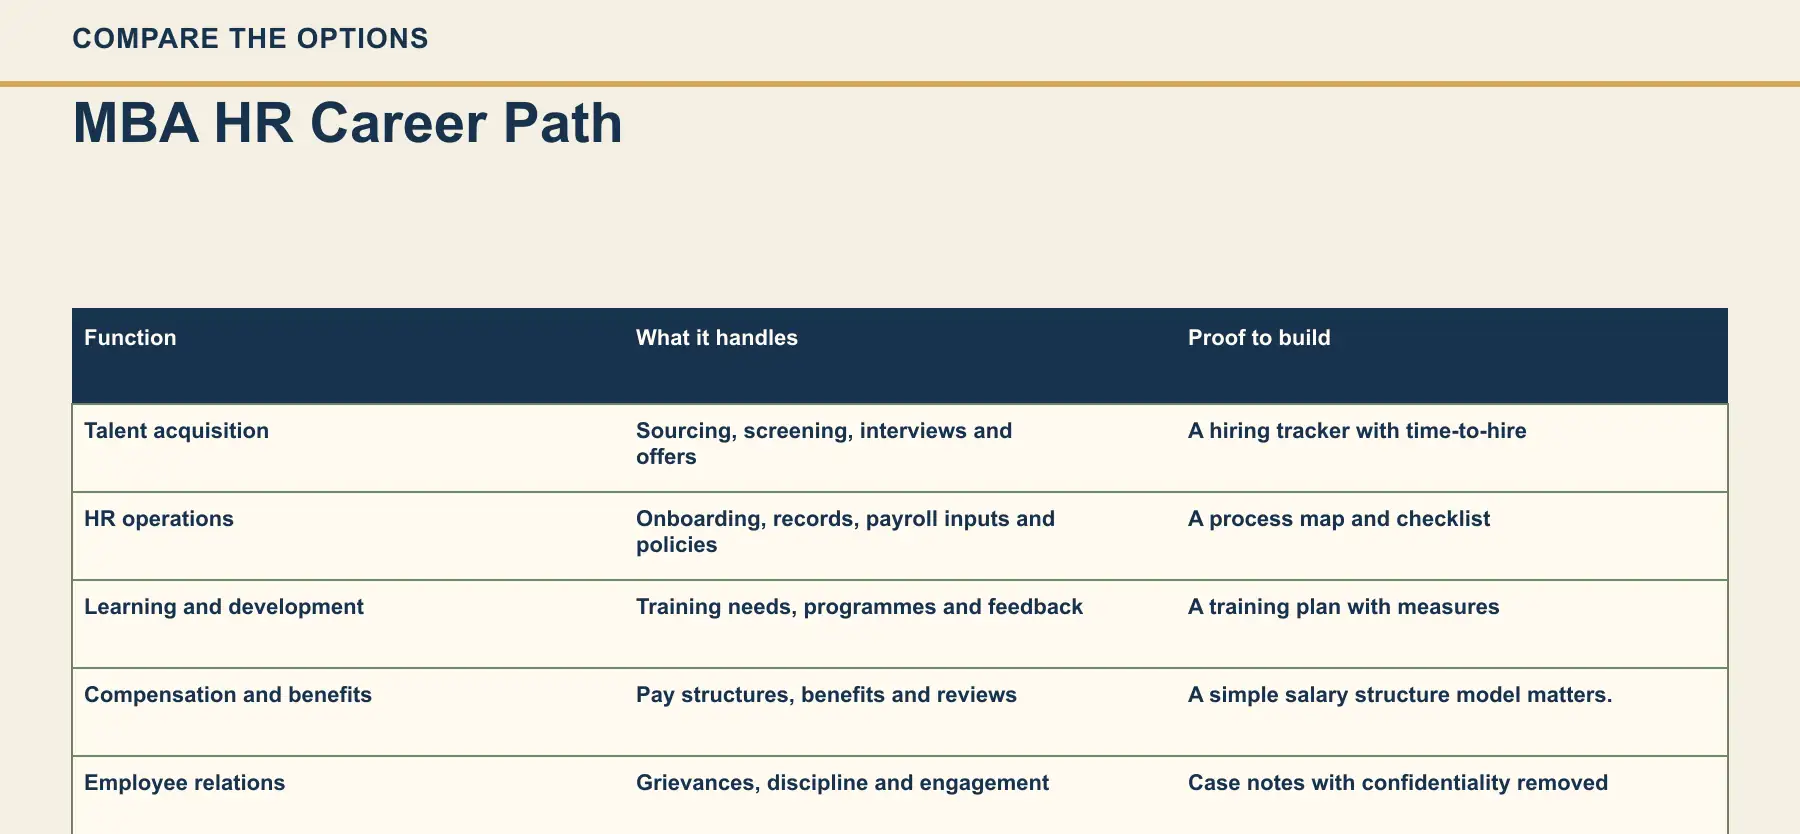 COMPARE THE OPTIONS
MBA HR Career Path
Function What it handles Proof to build
Talent acquisition Sourcing, screening, interviews and A hiring tracker with time-to-hire
offers
HR operations Onboarding, records, payroll inputs and A process map and checklist
policies
Learning and development Training needs, programmes and feedback A training plan with measures
Compensation and benefits Pay structures, benefits and reviews A simple salary structure model matters.
Employee relations Grievances, discipline and engagement Case notes with confidentiality removed